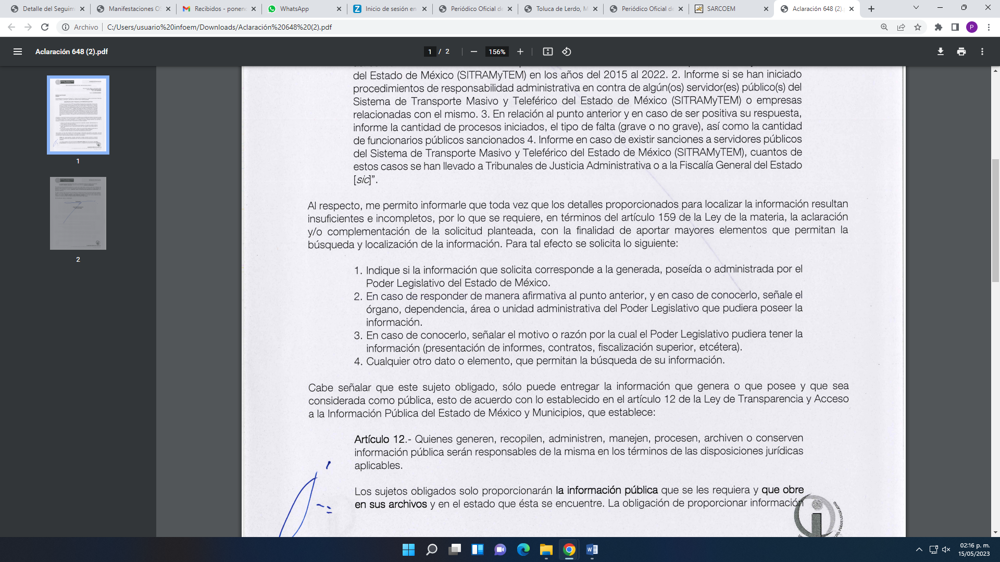 Detalle del Seguim
Manifestaciones OS
Recibidos - ponenc
WhatsApp
Inicio de sesión en
Periódico Oficial de
Toluca de Lerdo, M
Periódico Oficial de
SARCOEM
Aclaración 648 (2).
Archivo
C:/Users/usuario%20infoem/Downloads/Aclaración%20648%20(2).pdf
P
Aclaración 648 (2).pdf
1 / 2
156%
1
2
del Estado de México (SITRAMyTEM) en los años del 2015 al 2022. 2. Informe si se han iniciado
procedimientos de responsabilidad administrativa en contra de algún(os) servidor(es) público(s) del
Sistema de Transporte Masivo y Teleférico del Estado de México (SITRAMyTEM) o empresas
relacionadas con el mismo. 3. En relación al punto anterior y en caso de ser positiva su respuesta,
informe la cantidad de procesos iniciados, el tipo de falta (grave o no grave), así como la cantidad
de funcionarios públicos sancionados 4. Informe en caso de existir sanciones a servidores públicos
del Sistema de Transporte Masivo y Teleférico del Estado de México (SITRAMyTEM), cuantos de
estos casos se han llevado a Tribunales de Justicia Administrativa o a la Fiscalía General del Estado
[sic]”.
Al respecto, me permito informarle que toda vez que los detalles proporcionados para localizar la información resultan
insuficientes e incompletos, por lo que se requiere, en términos del artículo 159 de la Ley de la materia, la aclaración
y/o complementación de la solicitud planteada, con la finalidad de aportar mayores elementos que permitan la
búsqueda y localización de la información. Para tal efecto se solicita lo siguiente:
1. Indique si la información que solicita corresponde a la generada, poseída o administrada por el
Poder Legislativo del Estado de México.
2. En caso de responder de manera afirmativa al punto anterior, y en caso de conocerlo, señale el
órgano, dependencia, área o unidad administrativa del Poder Legislativo que pudiera poseer la
información.
3. En caso de conocerlo, señalar el motivo o razón por la cual el Poder Legislativo pudiera tener la
información (presentación de informes, contratos, fiscalización superior, etcétera).
4. Cualquier otro dato o elemento, que permitan la búsqueda de su información.
Cabe señalar que este sujeto obligado, sólo puede entregar la información que genera o que posee y que sea
considerada como pública, esto de acuerdo con lo establecido en el artículo 12 de la Ley de Transparencia y Acceso
a la Información Pública del Estado de México y Municipios, que establece:
Artículo 12.- Quienes generen, recopilen, administren, manejen, procesen, archiven o conserven
información pública serán responsables de la misma en los términos de las disposiciones jurídicas
aplicables.
Los sujetos obligados solo proporcionarán la información pública que se les requiera y que obre
en sus archivos y en el estado que ésta se encuentre. La obligación de proporcionar información
DEL PODER LEGISLATIVO
02:16 p. m.
15/05/2023